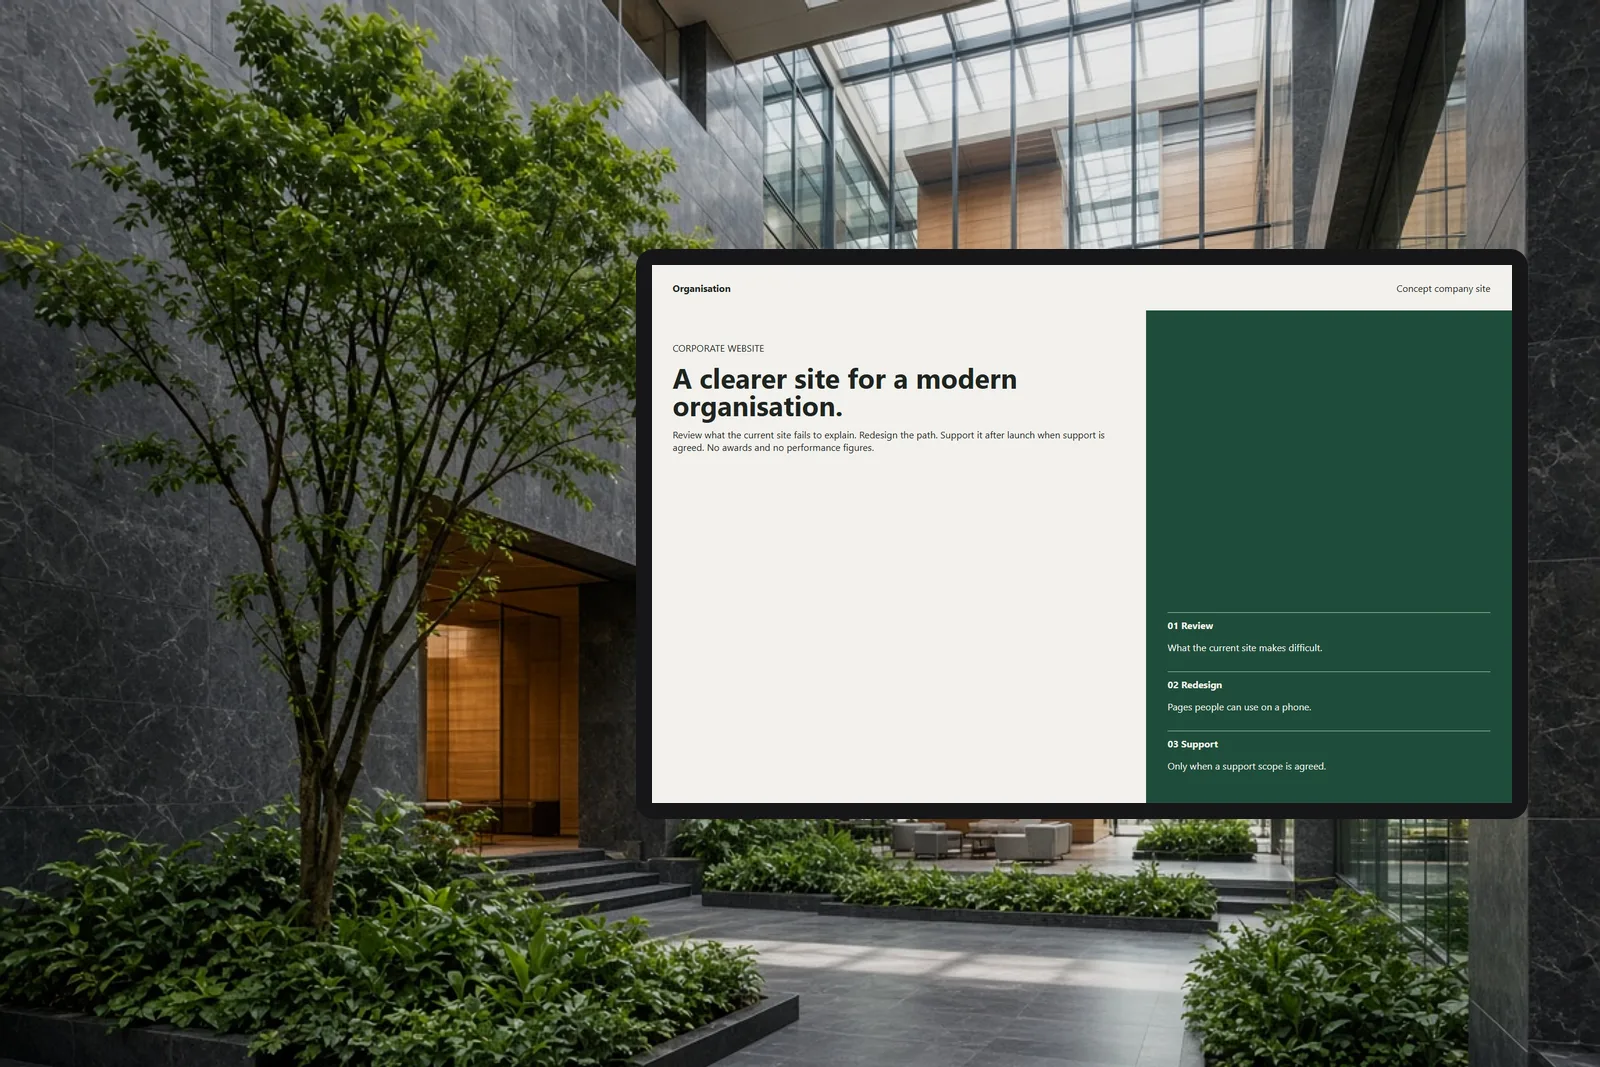 Organisation
Concept company site
CORPORATE WEBSITE
A clearer site for a modern
organisation.
Review what the current site fails to explain. Redesign the path. Support it after launch when support is
agreed. No awards and no performance figures.
01 Review
What the current site makes difficult.
02 Redesign
Pages people can use on a phone.
03 Support
Only when a support scope is agreed.